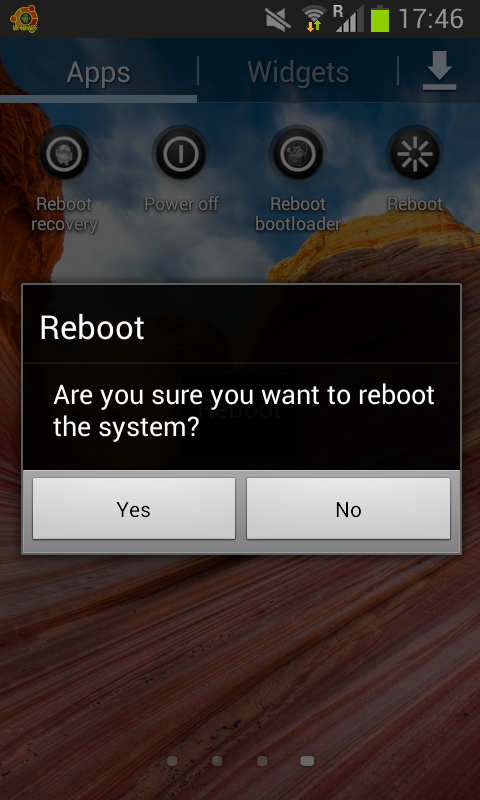 R
17:46
Apps
Widgets
Reboot
recovery
Power off
Reboot
bootloader
Reboot
Reboot
Are you sure you want to reboot
the system?
Reboot
Yes
No